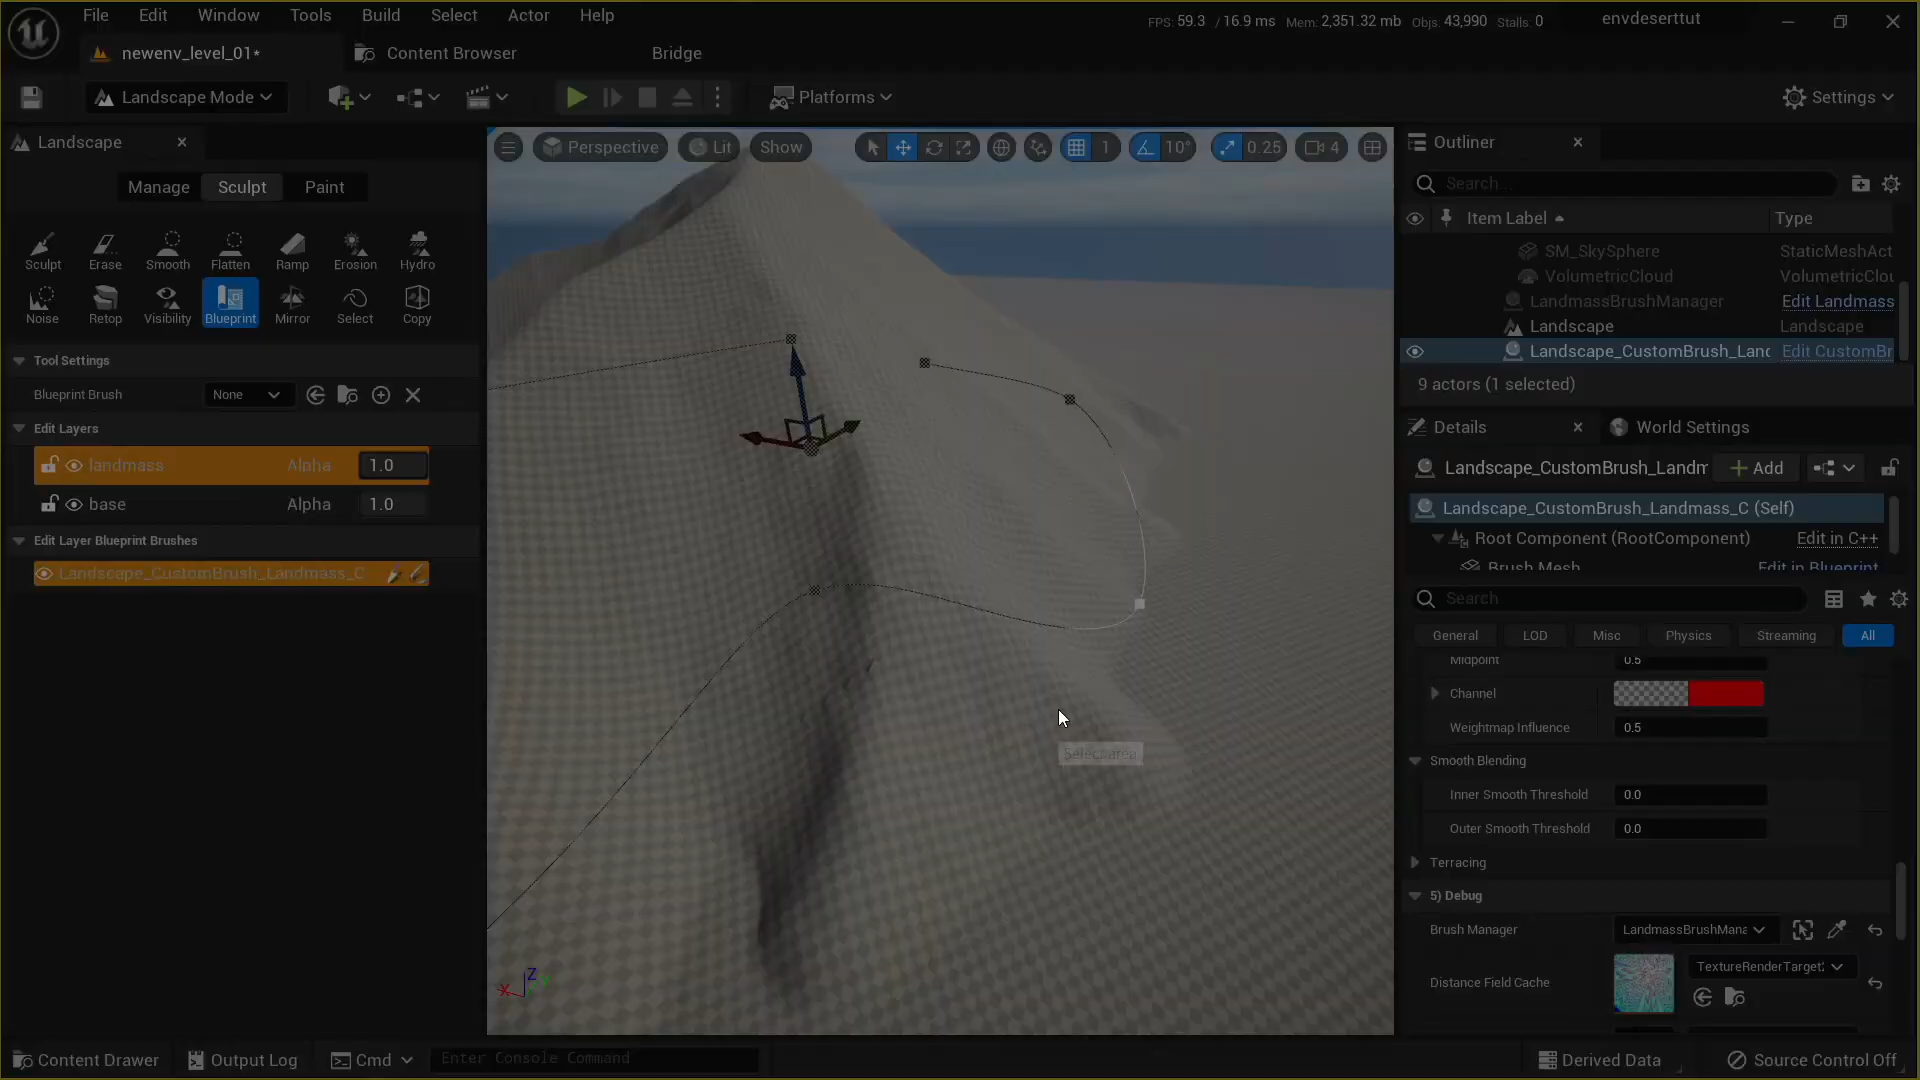 File Edit Window Tools Build Select Actor Help
FPS: 59.3 / 16.9 ms Mem: 2,351.32 mb Objs: 43,990 Stalls: 0
envdeserttut
newenv_level_01*
Content Browser
Bridge
Landscape Mode
Platforms
Settings
Landscape
Perspective
Lit
Show
1
10°
0.25
4
Outliner
Manage Sculpt Paint
Search...
Item Label
Type
Sculpt Erase Smooth Flatten Ramp Erosion Hydro
SM_SkySphere StaticMeshAct
VolumetricCloud VolumetricClou
LandmassBrushManager Edit Landmass
Landscape Landscape
Landscape_CustomBrush_Land Edit CustomBr
9 actors (1 selected)
Noise Retop Visibility Blueprint Mirror Select Copy
Tool Settings
Blueprint Brush None
Edit Layers
landmass Alpha 1.0
base Alpha 1.0
Edit Layer Blueprint Brushes
Landscape_CustomBrush_Landmass_C
Details
World Settings
Landscape_CustomBrush_Landm
Add
Landscape_CustomBrush_Landmass_C (Self)
Root Component (RootComponent) Edit in C++
Brush Mesh Edit in Blueprint
Search
General LOD Misc Physics Streaming All
Midpoint 0.5
Channel
Weightmap Influence 0.5
Smooth Blending
Inner Smooth Threshold 0.0
Outer Smooth Threshold 0.0
Terracing
5) Debug
Brush Manager LandmassBrushMana
Distance Field Cache TextureRenderTarget
Select area
Z
X
Content Drawer
Output Log
Cmd
Enter Console Command
Derived Data
Source Control Off